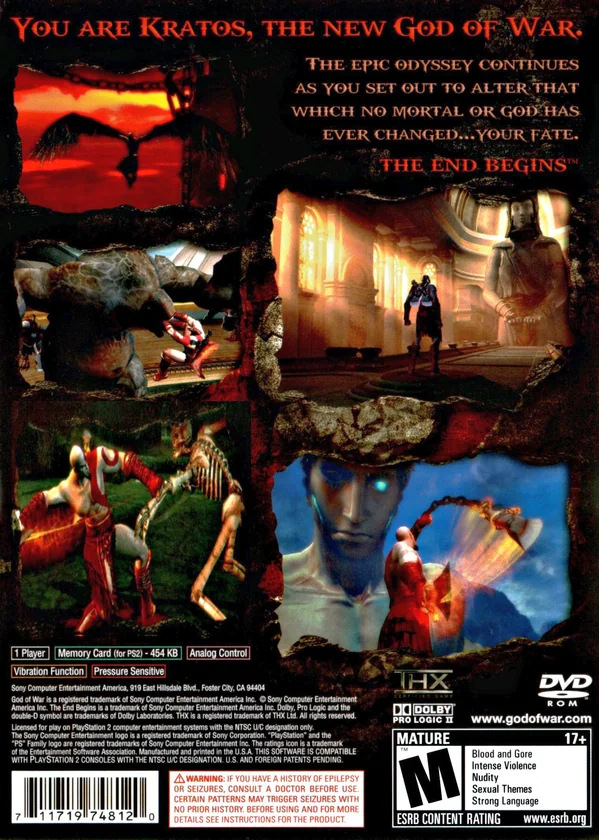 YOU ARE KRATOS, THE NEW GOD OF WAR.
THE EPIC ODYSSEY CONTINUES
AS YOU SET OUT TO ALTER THAT
WHICH NO MORTAL OR GOD HAS
EVER CHANGED...YOUR FATE.
THE END BEGINS™
1 Player
Memory Card (for PS2) - 454 KB
Analog Control
Vibration Function
Pressure Sensitive
Sony Computer Entertainment America, 919 East Hillsdale Blvd., Foster City, CA 94404
God of War is a registered trademark of Sony Computer Entertainment America Inc. © Sony Computer Entertainment
America Inc. The End Begins is a trademark of Sony Computer Entertainment America Inc. Dolby, Pro Logic and the
double-D symbol are trademarks of Dolby Laboratories. THX is a registered trademark of THX Ltd. All rights reserved.
Licensed for play on PlayStation 2 computer entertainment systems with the NTSC U/C designation only.
The Sony Computer Entertainment logo is a registered trademark of Sony Corporation. "PlayStation" and the
"PS" Family logo are registered trademarks of Sony Computer Entertainment Inc. The ratings icon is a trademark
of the Entertainment Software Association. Manufactured and printed in the U.S.A. THIS SOFTWARE IS COMPATIBLE
WITH PLAYSTATION 2 CONSOLES WITH THE NTSC U/C DESIGNATION. U.S. AND FOREIGN PATENTS PENDING.
THX
CERTIFIED GAME
DOLBY
PRO LOGIC II
DVD
ROM
www.godofwar.com
7 11719 74812 0
WARNING: IF YOU HAVE A HISTORY OF EPILEPSY
OR SEIZURES, CONSULT A DOCTOR BEFORE USE.
CERTAIN PATTERNS MAY TRIGGER SEIZURES WITH
NO PRIOR HISTORY. BEFORE USING AND FOR MORE
DETAILS SEE INSTRUCTIONS FOR THE PRODUCT.
MATURE 17+
M
™
Blood and Gore
Intense Violence
Nudity
Sexual Themes
Strong Language
ESRB CONTENT RATING www.esrb.org